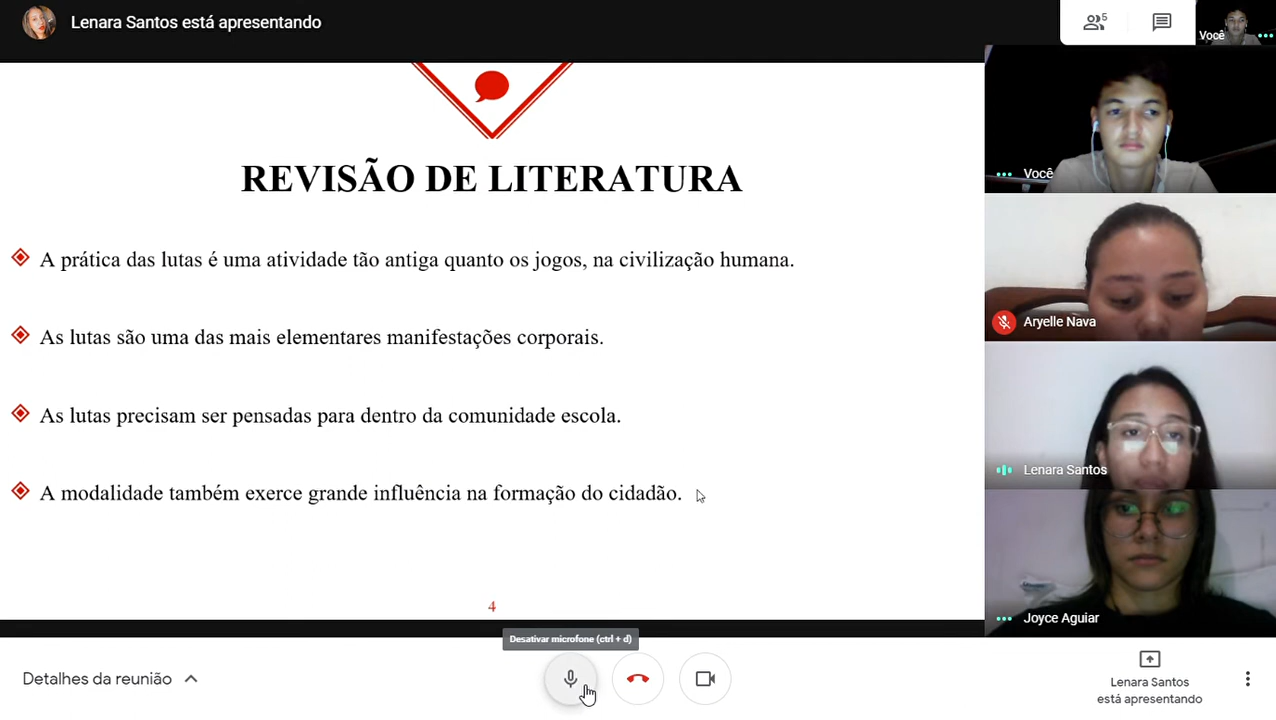 Lenara Santos está apresentando
5
Você
REVISÃO DE LITERATURA
A prática das lutas é uma atividade tão antiga quanto os jogos, na civilização humana.
As lutas são uma das mais elementares manifestações corporais.
As lutas precisam ser pensadas para dentro da comunidade escola.
A modalidade também exerce grande influência na formação do cidadão.
4
Você
Aryelle Nava
Lenara Santos
Joyce Aguiar
Desativar microfone (ctrl + d)
Detalhes da reunião
Lenara Santos
está apresentando